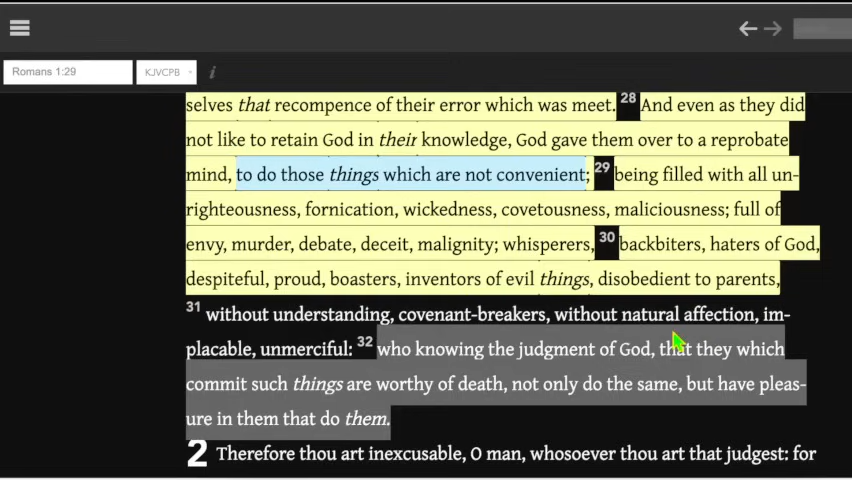 Romans 1:29
KJVCPB
i
selves that recompence of their error which was meet. 28 And even as they did
not like to retain God in their knowledge, God gave them over to a reprobate
mind, to do those things which are not convenient; 29 being filled with all un-
righteousness, fornication, wickedness, covetousness, maliciousness; full of
envy, murder, debate, deceit, malignity; whisperers, 30 backbiters, haters of God,
despiteful, proud, boasters, inventors of evil things, disobedient to parents,
31 without understanding, covenant-breakers, without natural affection, im-
placable, unmerciful: 32 who knowing the judgment of God, that they which
commit such things are worthy of death, not only do the same, but have pleas-
ure in them that do them.
2 Therefore thou art inexcusable, O man, whosoever thou art that judgest: for